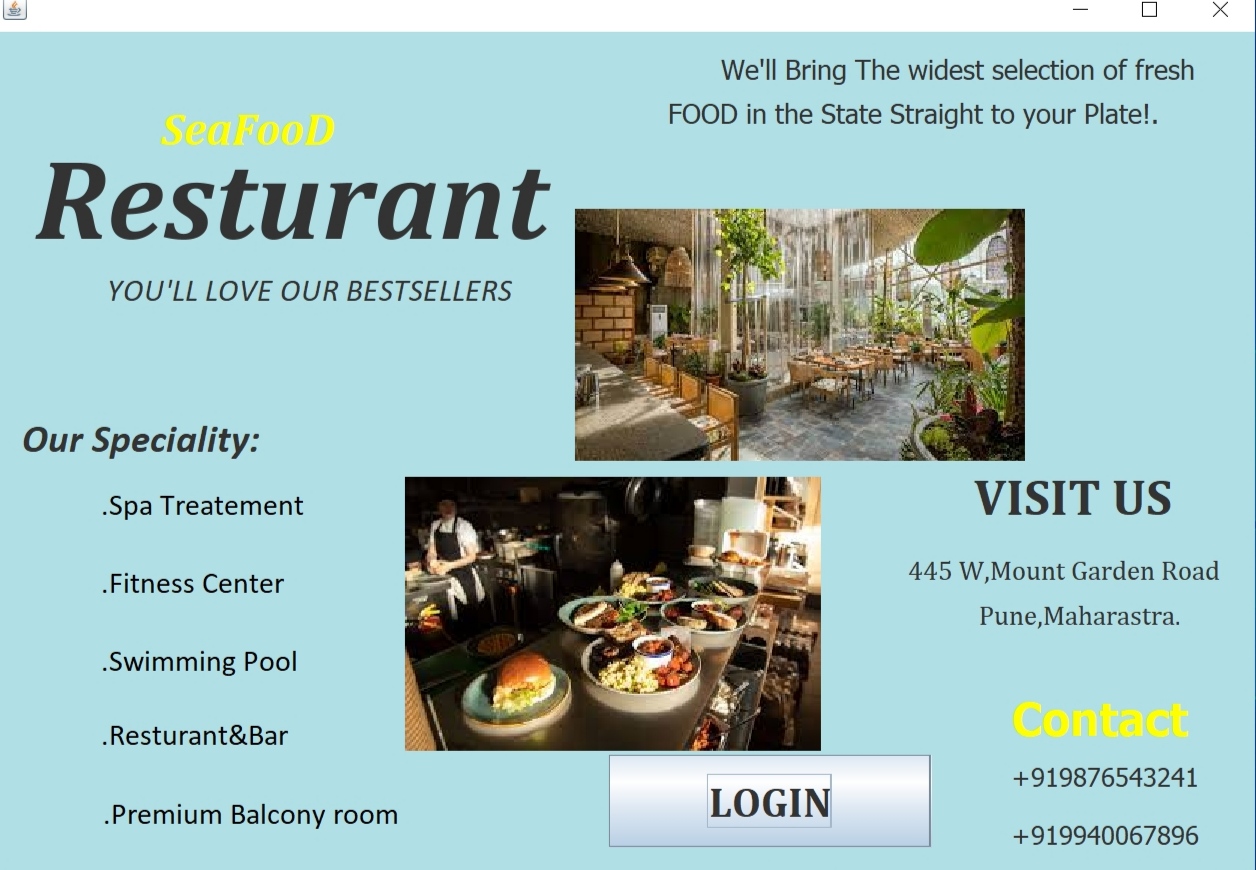 We'll Bring The widest selection of fresh
FOOD in the State Straight to your Plate!.
SeaFooD
Resturant
YOU'LL LOVE OUR BESTSELLERS
Our Speciality:
.Spa Treatement
.Fitness Center
.Swimming Pool
.Resturant&Bar
.Premium Balcony room
VISIT US
445 W,Mount Garden Road
Pune,Maharastra.
Contact
+919876543241
+919940067896
LOGIN